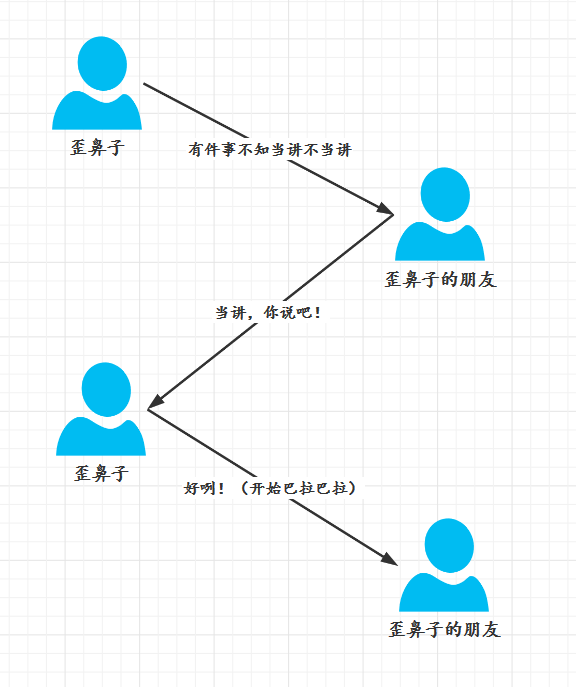 歪鼻子
有件事不知当讲不当讲
歪鼻子的朋友
当讲，你说吧！
歪鼻子
好咧！（开始巴拉巴拉）
歪鼻子的朋友